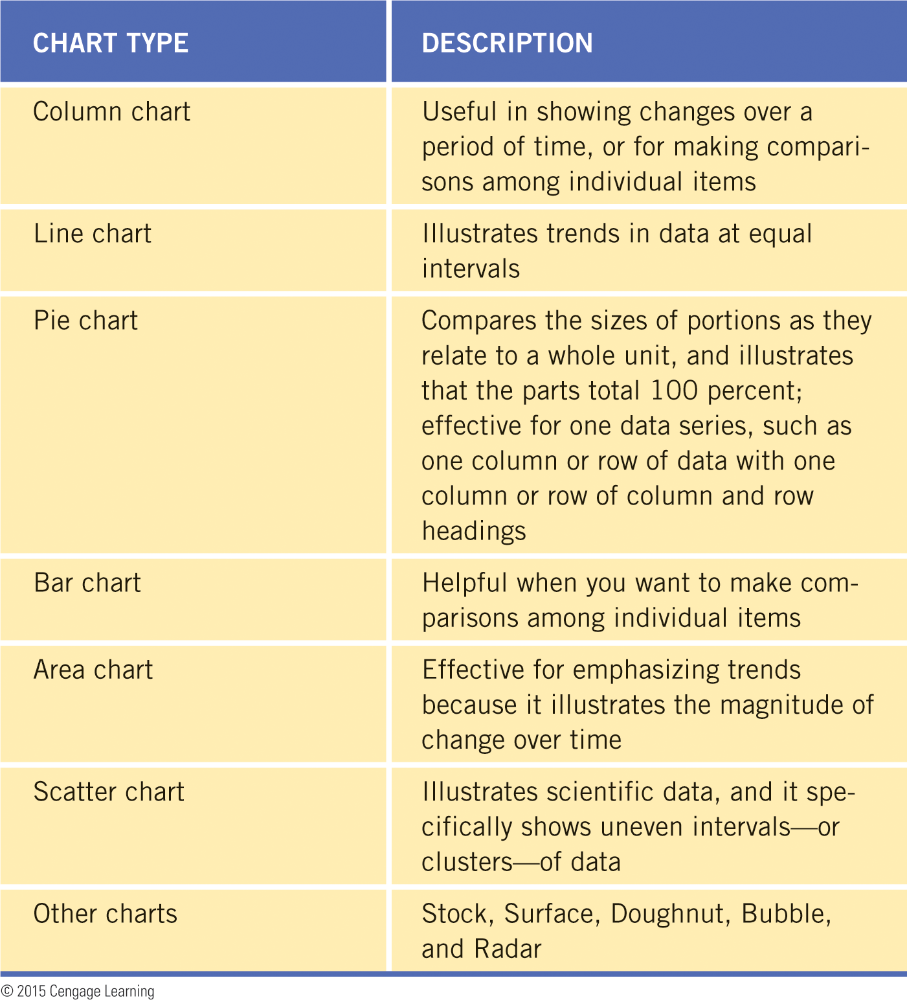 CHART TYPE
DESCRIPTION
Column chart
Useful in showing changes over a
period of time, or for making compari-
sons among individual items
Line chart
Illustrates trends in data at equal
intervals
Pie chart
Compares the sizes of portions as they
relate to a whole unit, and illustrates
that the parts total 100 percent;
effective for one data series, such as
one column or row of data with one
column or row of column and row
headings
Bar chart
Helpful when you want to make com-
parisons among individual items
Area chart
Effective for emphasizing trends
because it illustrates the magnitude of
change over time
Scatter chart
Illustrates scientific data, and it spe-
cifically shows uneven intervals—or
clusters—of data
Other charts
Stock, Surface, Doughnut, Bubble,
and Radar
© 2015 Cengage Learning